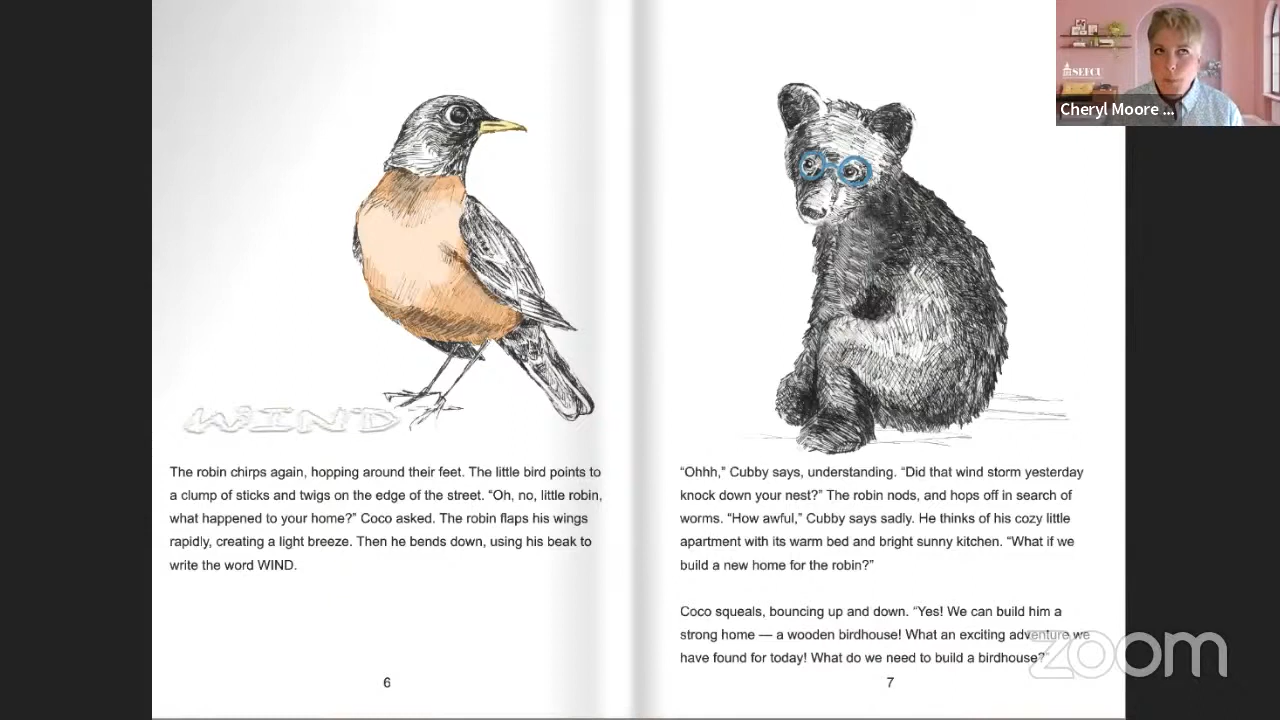 SEFCU
Cheryl Moore ...
WIND
The robin chirps again, hopping around their feet. The little bird points to
a clump of sticks and twigs on the edge of the street. “Oh, no, little robin,
what happened to your home?” Coco asked. The robin flaps his wings
rapidly, creating a light breeze. Then he bends down, using his beak to
write the word WIND.
6
“Ohhh,” Cubby says, understanding. “Did that wind storm yesterday
knock down your nest?” The robin nods, and hops off in search of
worms. “How awful,” Cubby says sadly. He thinks of his cozy little
apartment with its warm bed and bright sunny kitchen. “What if we
build a new home for the robin?”
Coco squeals, bouncing up and down. “Yes! We can build him a
strong home — a wooden birdhouse! What an exciting adventure we
have found for today! What do we need to build a birdhouse?”
7
zoom